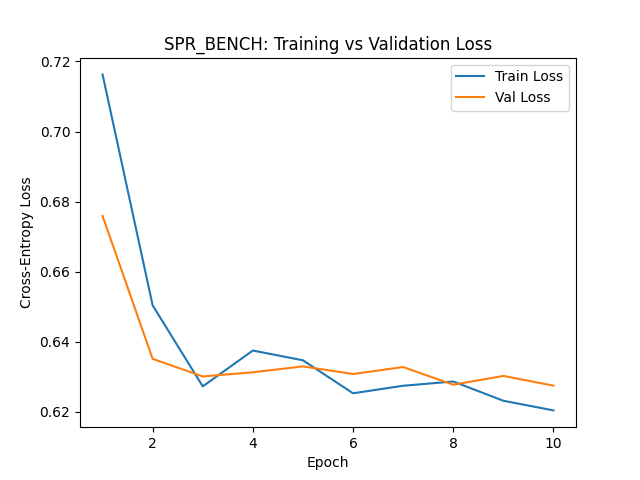 SPR_BENCH: Training vs Validation Loss
Train Loss
Val Loss
Cross-Entropy Loss
0.72
0.70
0.68
0.66
0.64
0.62
2
4
6
8
10
Epoch